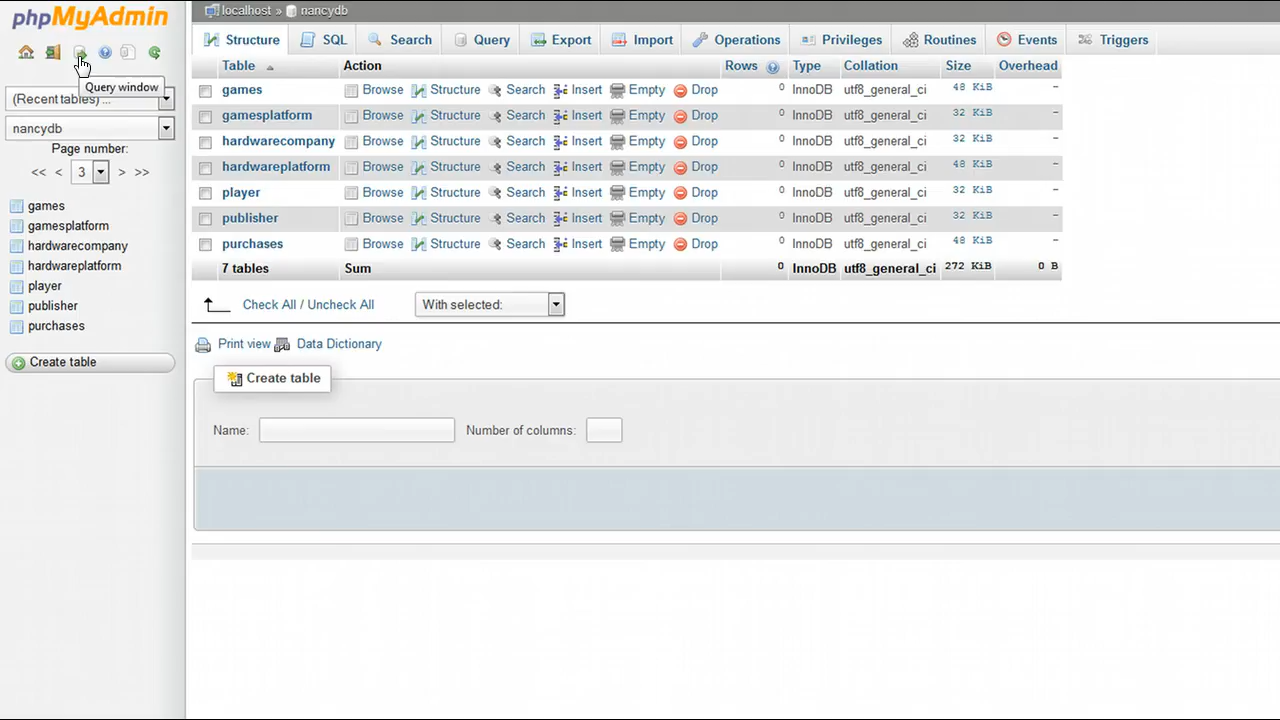 phpMyAdmin
localhost » nancydb
Structure SQL Search Query Export Import Operations Privileges Routines Events Triggers
Query window
(Recent tables) ...
nancydb
Page number:
<< < 3 > >>
games
gamesplatform
hardwarecompany
hardwareplatform
player
publisher
purchases
Create table
Table Action Rows Type Collation Size Overhead
games Browse Structure Search Insert Empty Drop 0 InnoDB utf8_general_ci 48 KiB -
gamesplatform Browse Structure Search Insert Empty Drop 0 InnoDB utf8_general_ci 32 KiB -
hardwarecompany Browse Structure Search Insert Empty Drop 0 InnoDB utf8_general_ci 32 KiB -
hardwareplatform Browse Structure Search Insert Empty Drop 0 InnoDB utf8_general_ci 48 KiB -
player Browse Structure Search Insert Empty Drop 0 InnoDB utf8_general_ci 32 KiB -
publisher Browse Structure Search Insert Empty Drop 0 InnoDB utf8_general_ci 32 KiB -
purchases Browse Structure Search Insert Empty Drop 0 InnoDB utf8_general_ci 48 KiB -
7 tables Sum 0 InnoDB utf8_general_ci 272 KiB 0 B
Check All / Uncheck All With selected:
Print view Data Dictionary
Create table
Name: Number of columns: